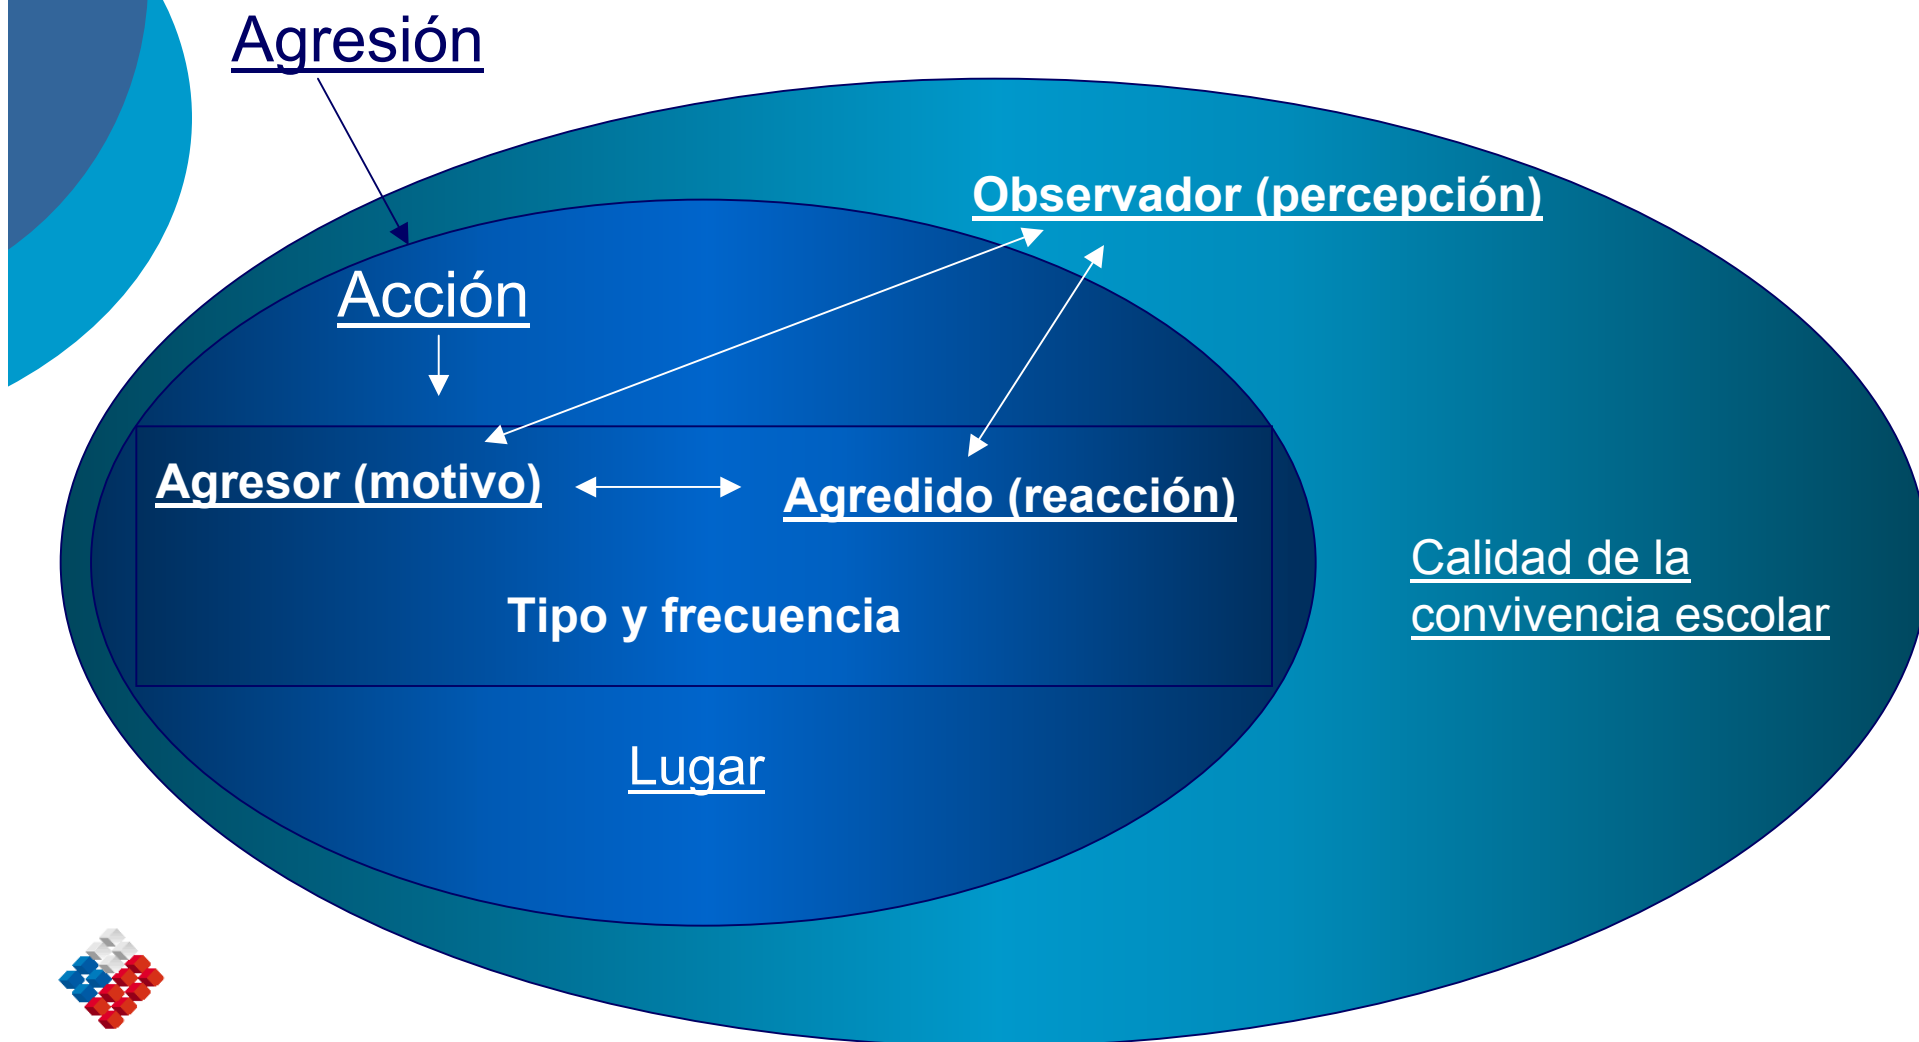 Agresión
Observador (percepción)
Acción
Agresor (motivo)
Agredido (reacción)
Tipo y frecuencia
Calidad de la
convivencia escolar
Lugar